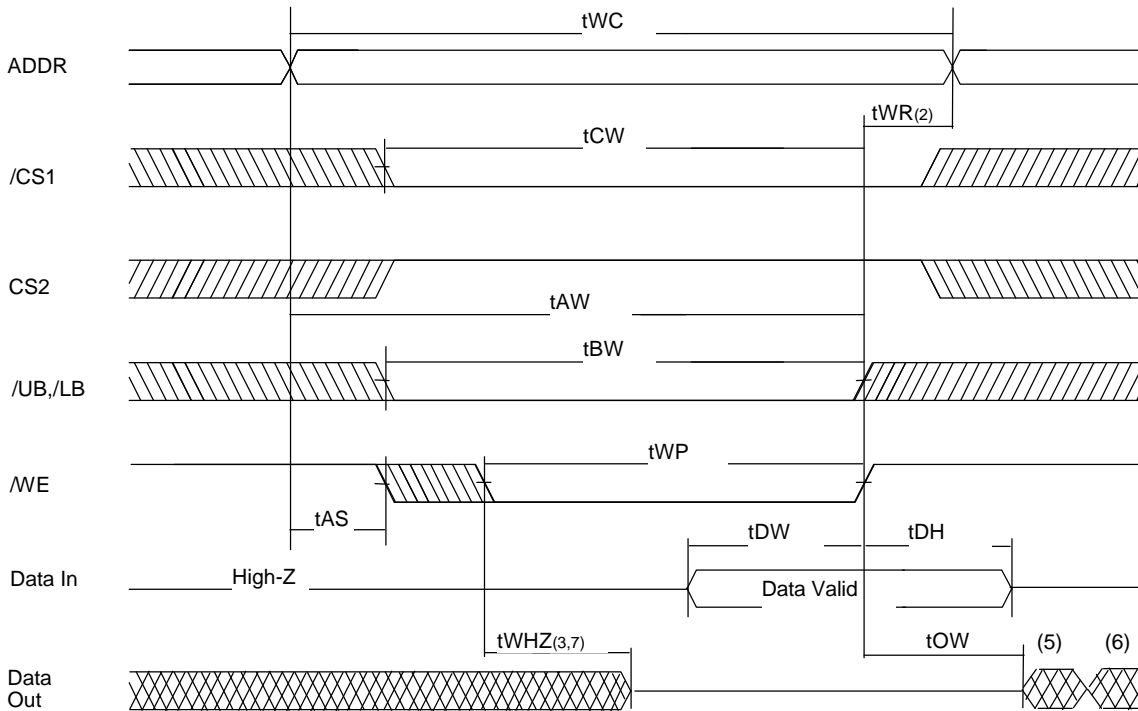 tWC
ADDR
tWR(2)
tCW
/CS1
CS2
tAW
tBW
/UB,/LB
tWP
/WE
tAS
tDW
tDH
Data In
High-Z
Data Valid
tWHZ(3,7)
tOW
(5)
(6)
Data
Out